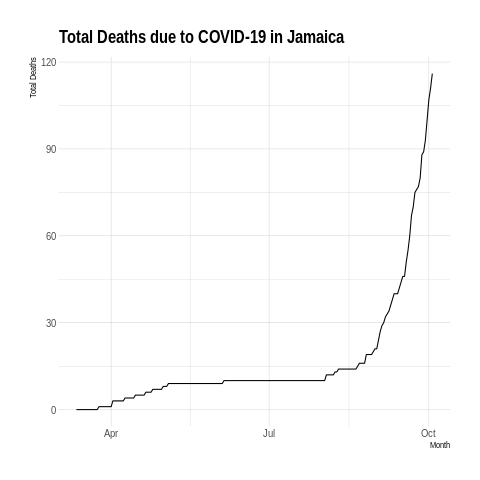 Total Deaths due to COVID-19 in Jamaica
Total Deaths
120
90
60
30
0
Apr
Jul
Oct
Month